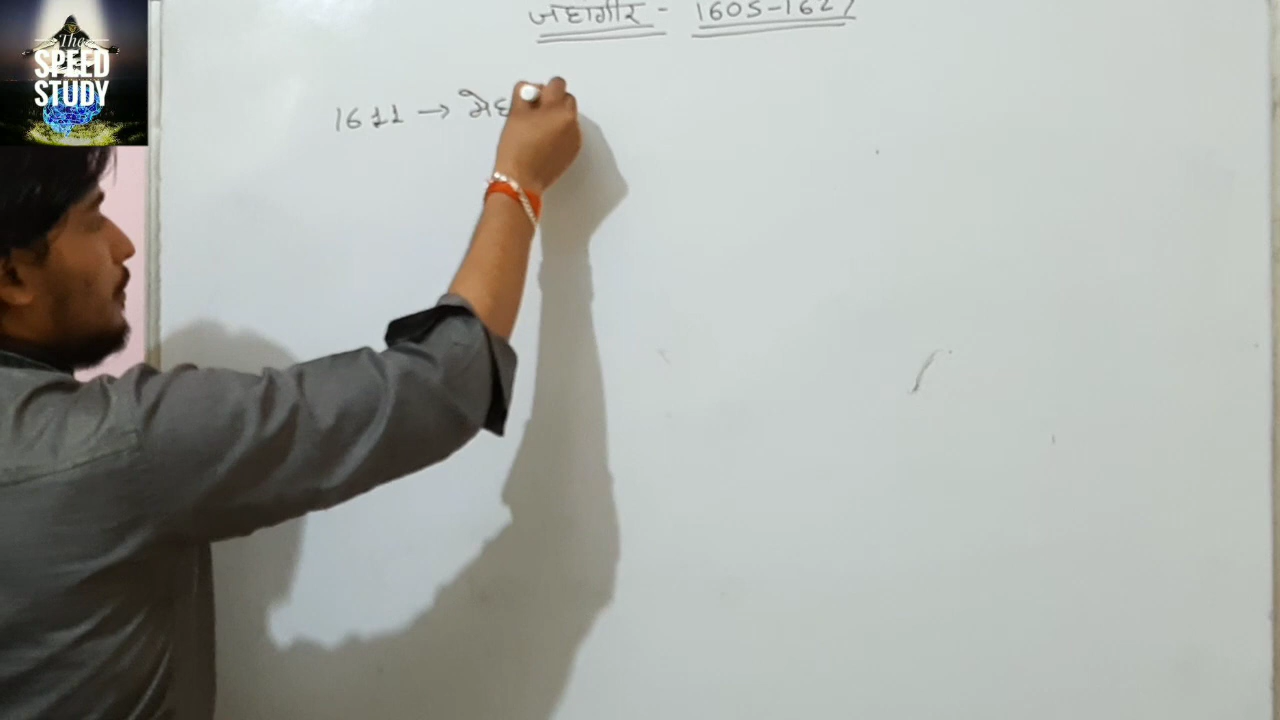 The
SPEED
STUDY
जहाँगीर - 1605-1627
1611 → मेह